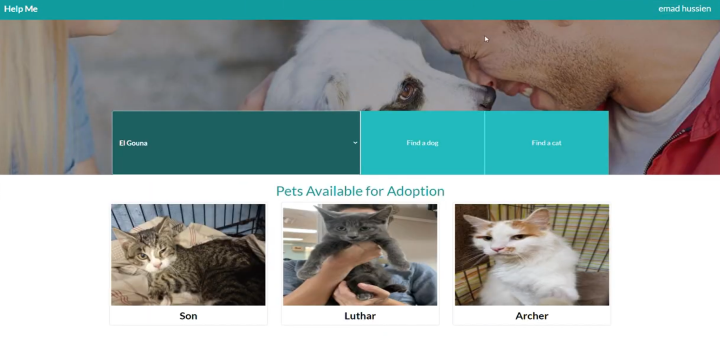 Help Me
emad hussien
El Gouna
Find a dog
Find a cat
Pets Available for Adoption
Son
Luthar
Archer